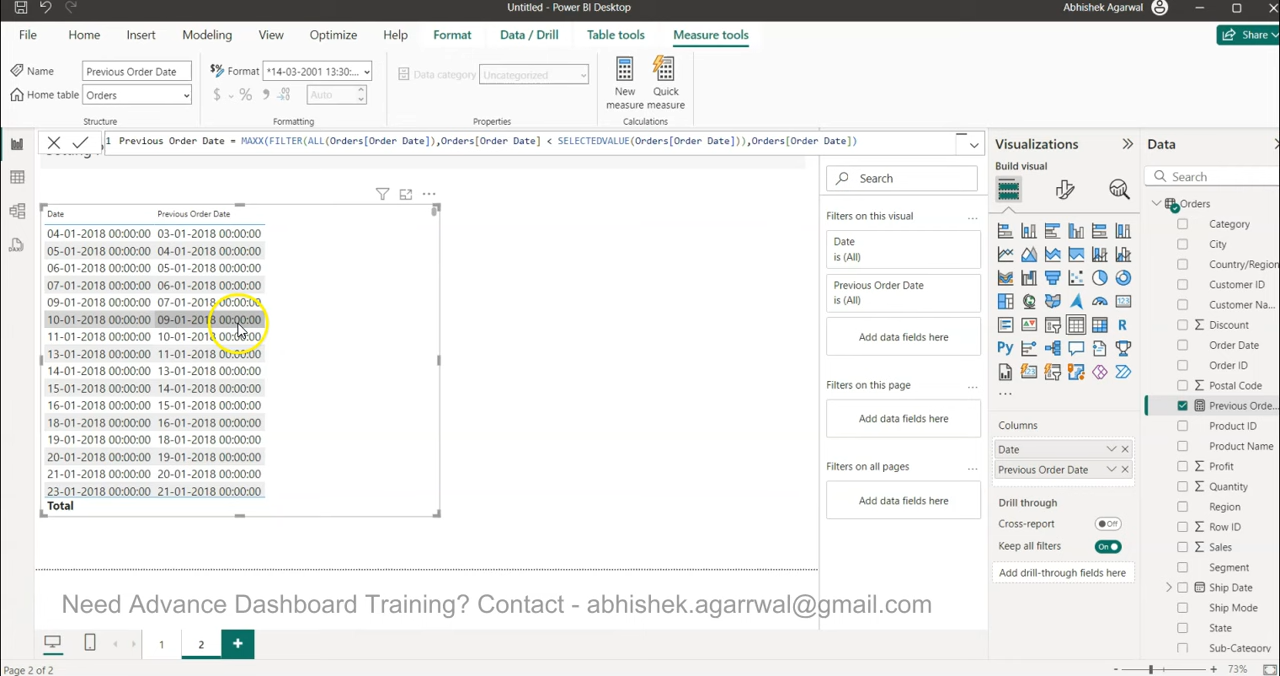 Untitled - Power BI Desktop
Abhishek Agarwal
File Home Insert Modeling View Optimize Help Format Data / Drill Table tools Measure tools
Share
Name Previous Order Date
Home table Orders
Structure
Format *14-03-2001 13:30:...
$ % Auto
Formatting
Data category Uncategorized
Properties
New measure
Quick measure
Calculations
1 Previous Order Date = MAXX(FILTER(ALL(Orders[Order Date]),Orders[Order Date] < SELECTEDVALUE(Orders[Order Date])),Orders[Order Date])
Date Previous Order Date
04-01-2018 00:00:00 03-01-2018 00:00:00
05-01-2018 00:00:00 04-01-2018 00:00:00
06-01-2018 00:00:00 05-01-2018 00:00:00
07-01-2018 00:00:00 06-01-2018 00:00:00
09-01-2018 00:00:00 07-01-2018 00:00:00
10-01-2018 00:00:00 09-01-2018 00:00:00
11-01-2018 00:00:00 10-01-2018 00:00:00
13-01-2018 00:00:00 11-01-2018 00:00:00
14-01-2018 00:00:00 13-01-2018 00:00:00
15-01-2018 00:00:00 14-01-2018 00:00:00
16-01-2018 00:00:00 15-01-2018 00:00:00
18-01-2018 00:00:00 16-01-2018 00:00:00
19-01-2018 00:00:00 18-01-2018 00:00:00
20-01-2018 00:00:00 19-01-2018 00:00:00
21-01-2018 00:00:00 20-01-2018 00:00:00
23-01-2018 00:00:00 21-01-2018 00:00:00
Total
Search
Filters on this visual ...
Date
is (All)
Previous Order Date
is (All)
Add data fields here
Filters on this page ...
Add data fields here
Filters on all pages ...
Add data fields here
Visualizations
Build visual
R
Py
...
Columns
Date
Previous Order Date
Drill through
Cross-report Off
Keep all filters On
Add drill-through fields here
Data
Search
Orders
Category
City
Country/Region
Customer ID
Customer Na...
Discount
Order Date
Order ID
Postal Code
Previous Orde...
Product ID
Product Name
Profit
Quantity
Region
Row ID
Sales
Segment
Ship Date
Ship Mode
State
Sub-Category
Need Advance Dashboard Training? Contact - abhishek.agarrwal@gmail.com
1 2 +
Page 2 of 2
- + 73%